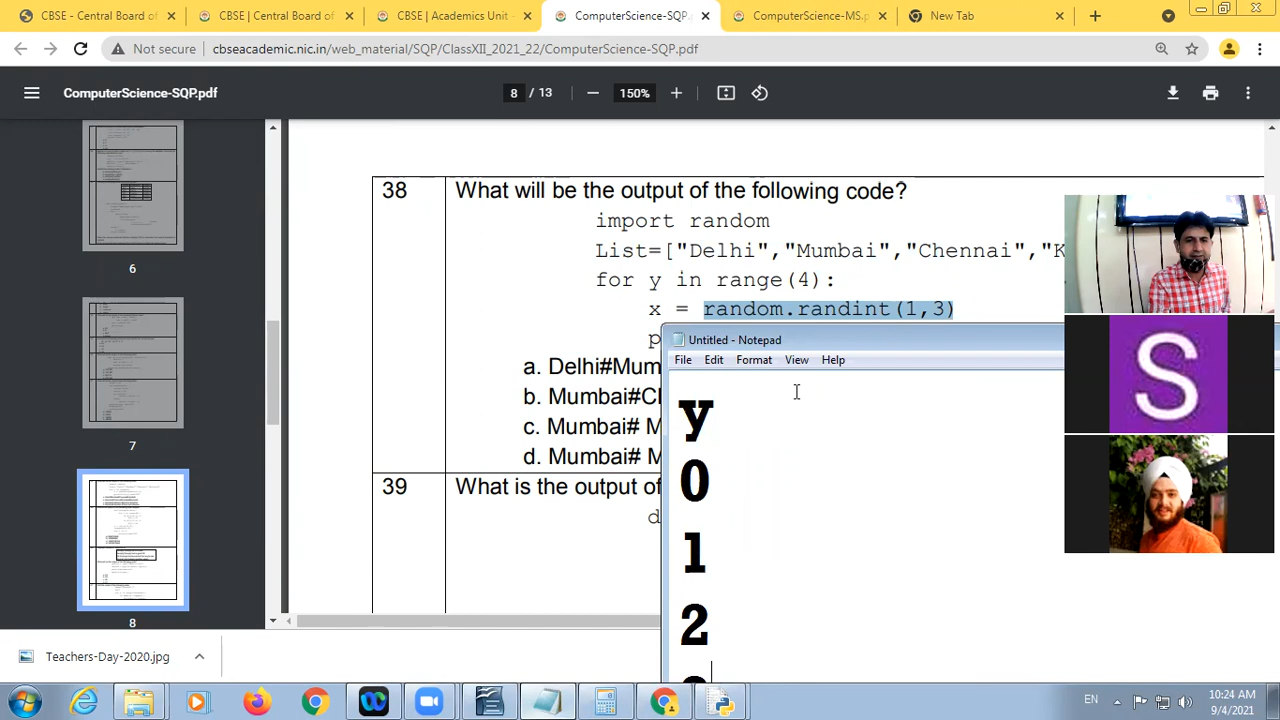 CBSE - Central Board of
CBSE | Central Board of
CBSE | Academics Unit -
ComputerScience-SQP.
ComputerScience-MS.p
New Tab
Not secure
cbseacademic.nic.in/web_material/SQP/ClassXII_2021_22/ComputerScience-SQP.pdf
ComputerScience-SQP.pdf
8 / 13
150%
6
7
8
38
What will be the output of the following code?
import random
List=["Delhi","Mumbai","Chennai","K
for y in range(4):
x = random.randint(1,3)
p
a. Delhi#Mum
b. Mumbai#C
c. Mumbai# M
d. Mumbai# M
39
What is the output of
d
Untitled - Notepad
File Edit Format View Help
y
0
1
2
S
Teachers-Day-2020.jpg
EN
10:24 AM
9/4/2021